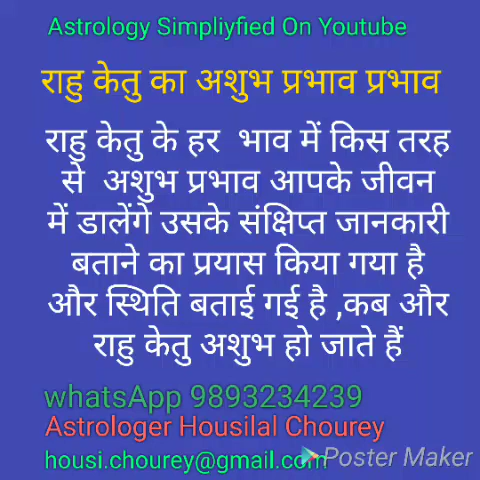 Astrology Simpliyfied On Youtube
राहु केतु का अशुभ प्रभाव प्रभाव
राहु केतु के हर भाव में किस तरह
से अशुभ प्रभाव आपके जीवन
में डालेंगे उसके संक्षिप्त जानकारी
बताने का प्रयास किया गया है
और स्थिति बताई गई है ,कब और
राहु केतु अशुभ हो जाते हैं
whatsApp 9893234239
Astrologer Housilal Chourey
housi.chourey@gmail.com
Poster Maker